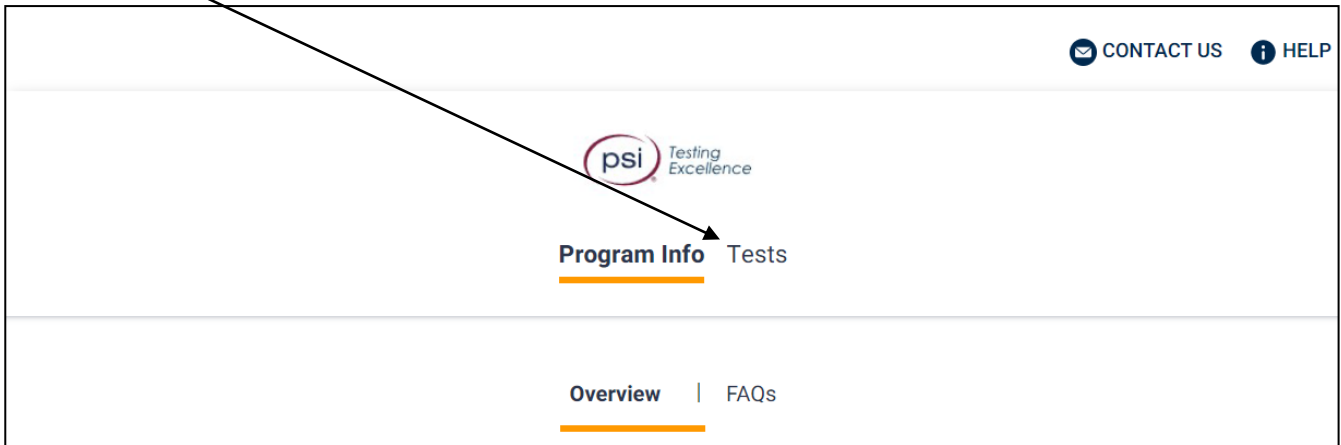 CONTACT US HELP
psi Testing
Excellence
Program Info Tests
Overview | FAQs